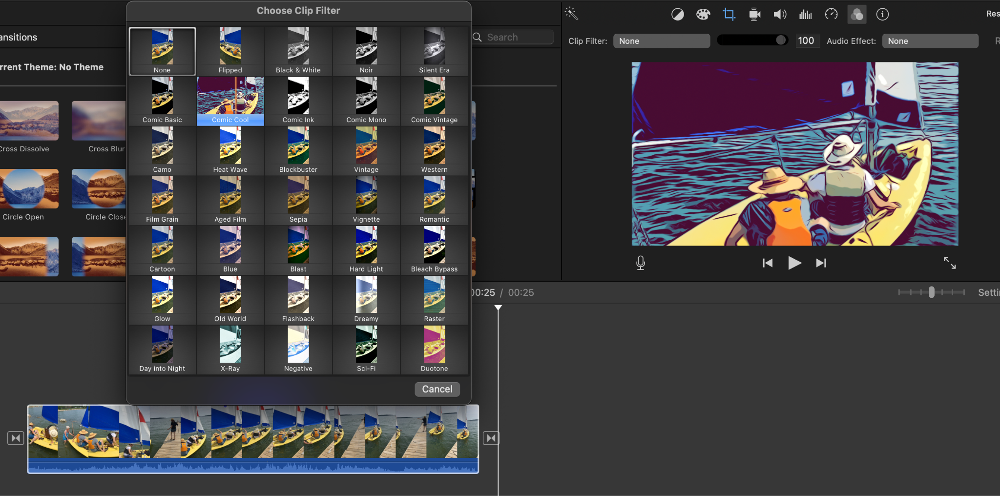 Choose Clip Filter
None
Flipped
Black & White
Noir
Silent Era
Comic Basic
Comic Cool
Comic Ink
Comic Mono
Comic Vintage
Camo
Heat Wave
Blockbuster
Vintage
Western
Film Grain
Aged Film
Sepia
Vignette
Romantic
Cartoon
Blue
Blast
Hard Light
Bleach Bypass
Glow
Old World
Flashback
Dreamy
Raster
Day into Night
X-Ray
Negative
Sci-Fi
Duotone
Cancel
ansitions
Search
rrent Theme: No Theme
Cross Dissolve
Cross Blur
Circle Open
Circle Close
Res
Clip Filter: None 100 Audio Effect: None R
00:25 / 00:25
Settin